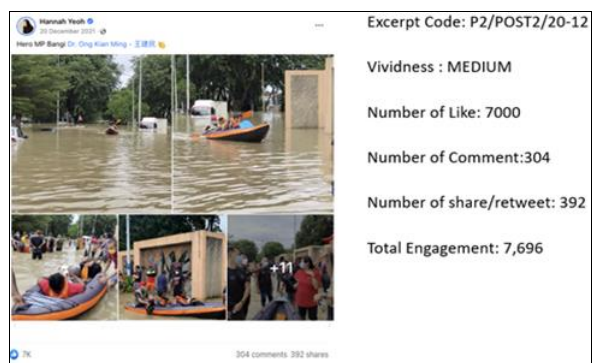 Hannah Yeoh
20 December 2021
Hero MP Bangi Dr. Ong Kian Ming - 王建民 👏
+11
7K
304 comments 392 shares
Excerpt Code: P2/POST2/20-12
Vividness : MEDIUM
Number of Like: 7000
Number of Comment:304
Number of share/retweet: 392
Total Engagement: 7,696